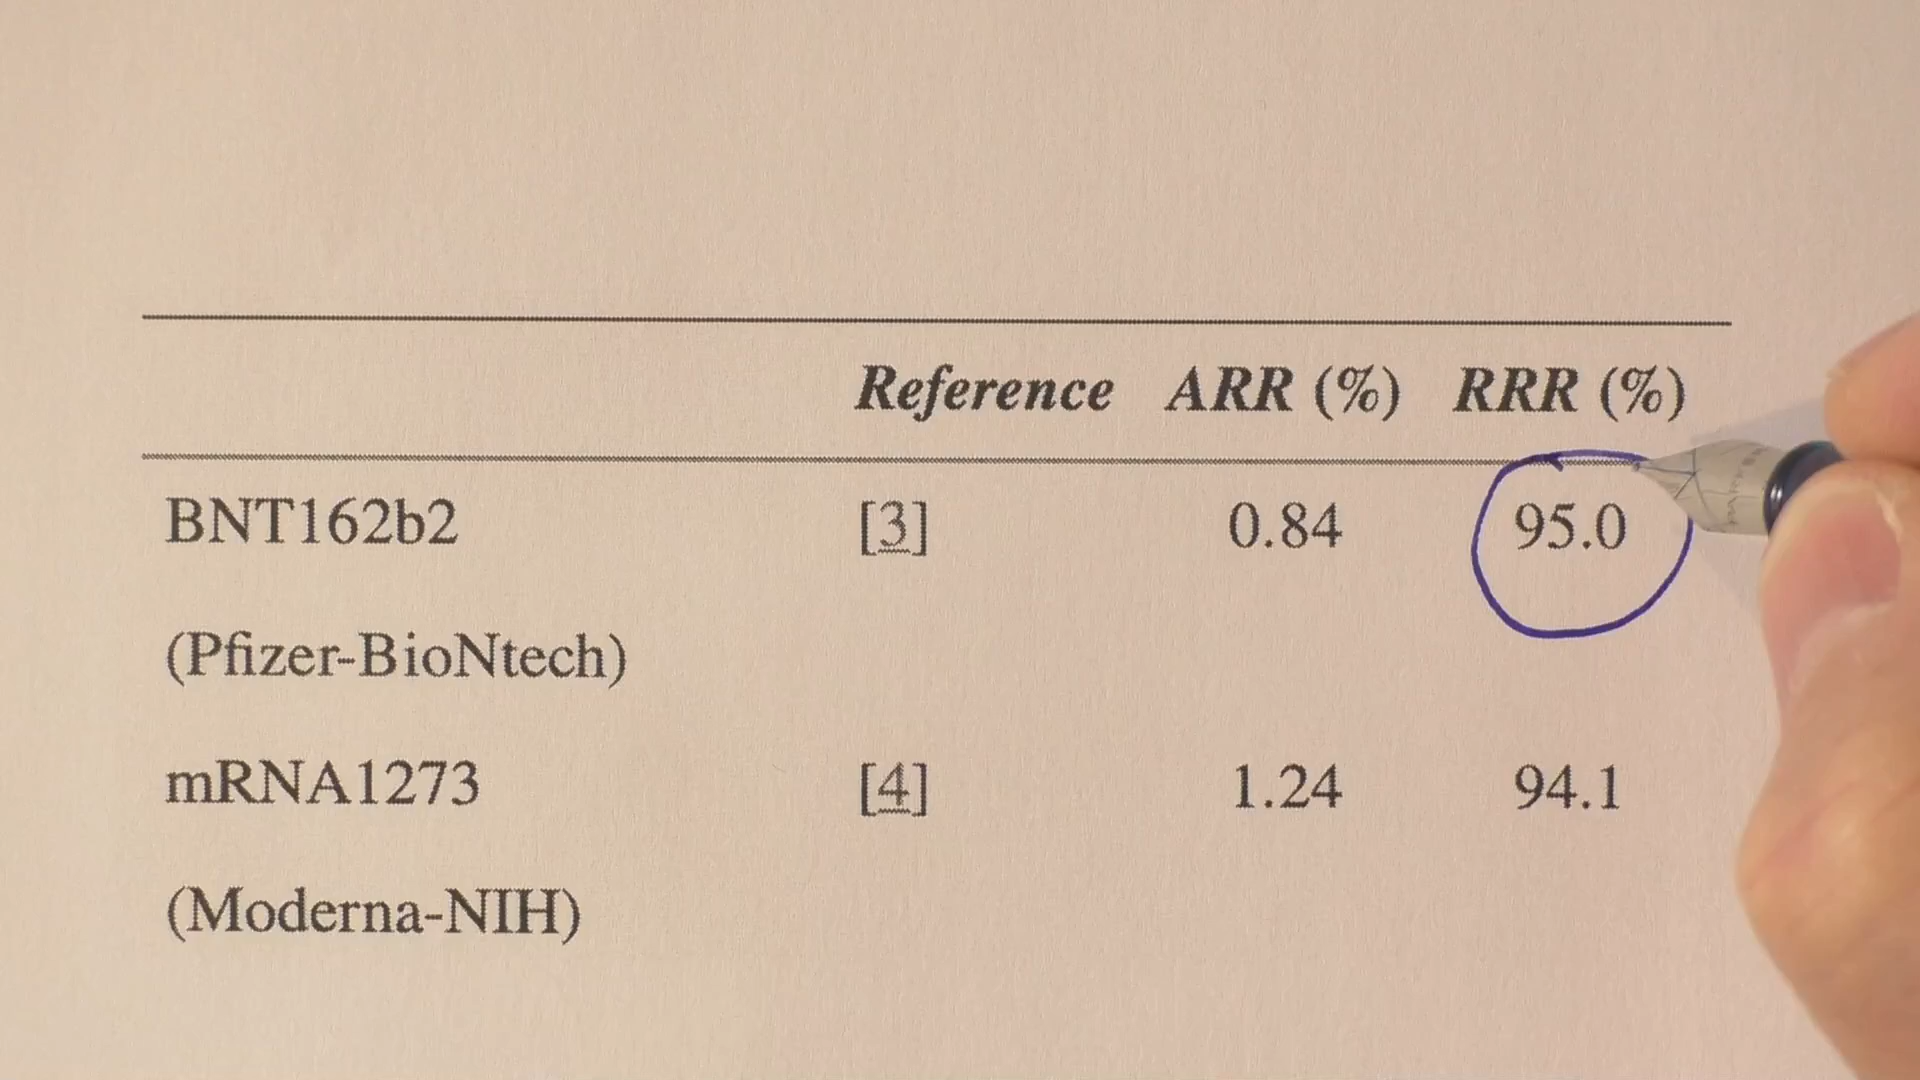 Reference ARR (%) RRR (%)
BNT162b2 [3] 0.84 95.0
(Pfizer-BioNtech)
mRNA1273 [4] 1.24 94.1
(Moderna-NIH)